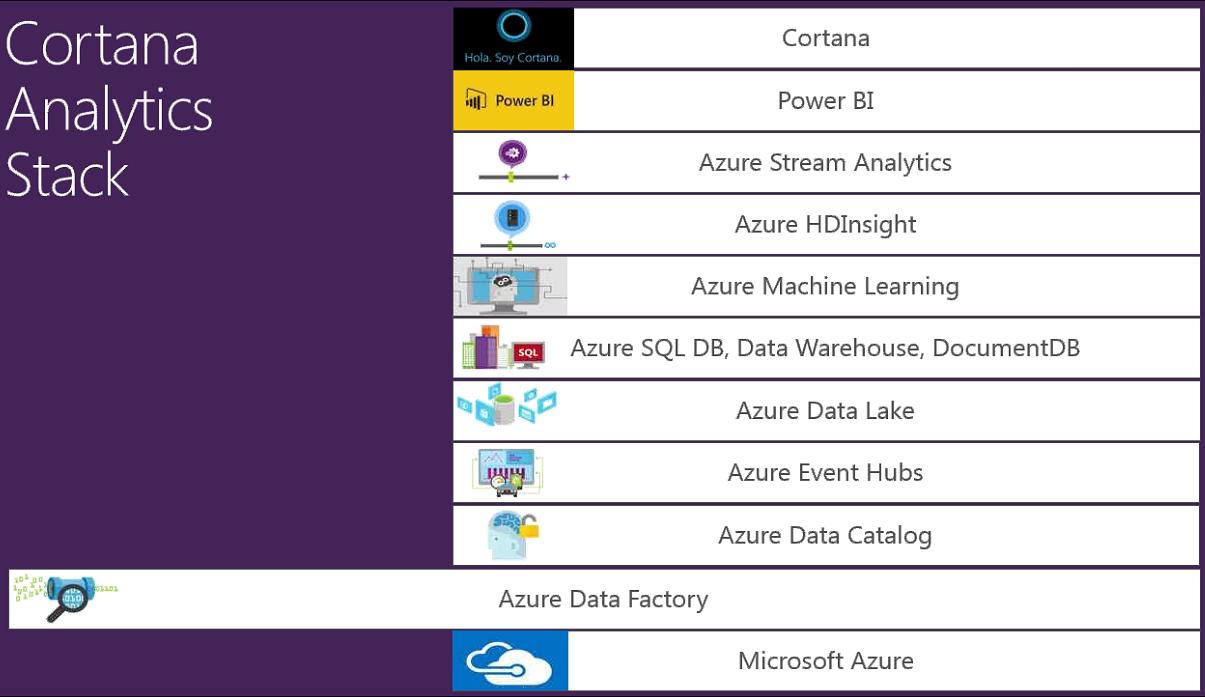 Cortana
Analytics
Stack
Hola. Soy Cortana.
Cortana
Power BI
Power BI
Azure Stream Analytics
Azure HDInsight
Azure Machine Learning
SQL
Azure SQL DB, Data Warehouse, DocumentDB
Azure Data Lake
Azure Event Hubs
Azure Data Catalog
Azure Data Factory
Microsoft Azure